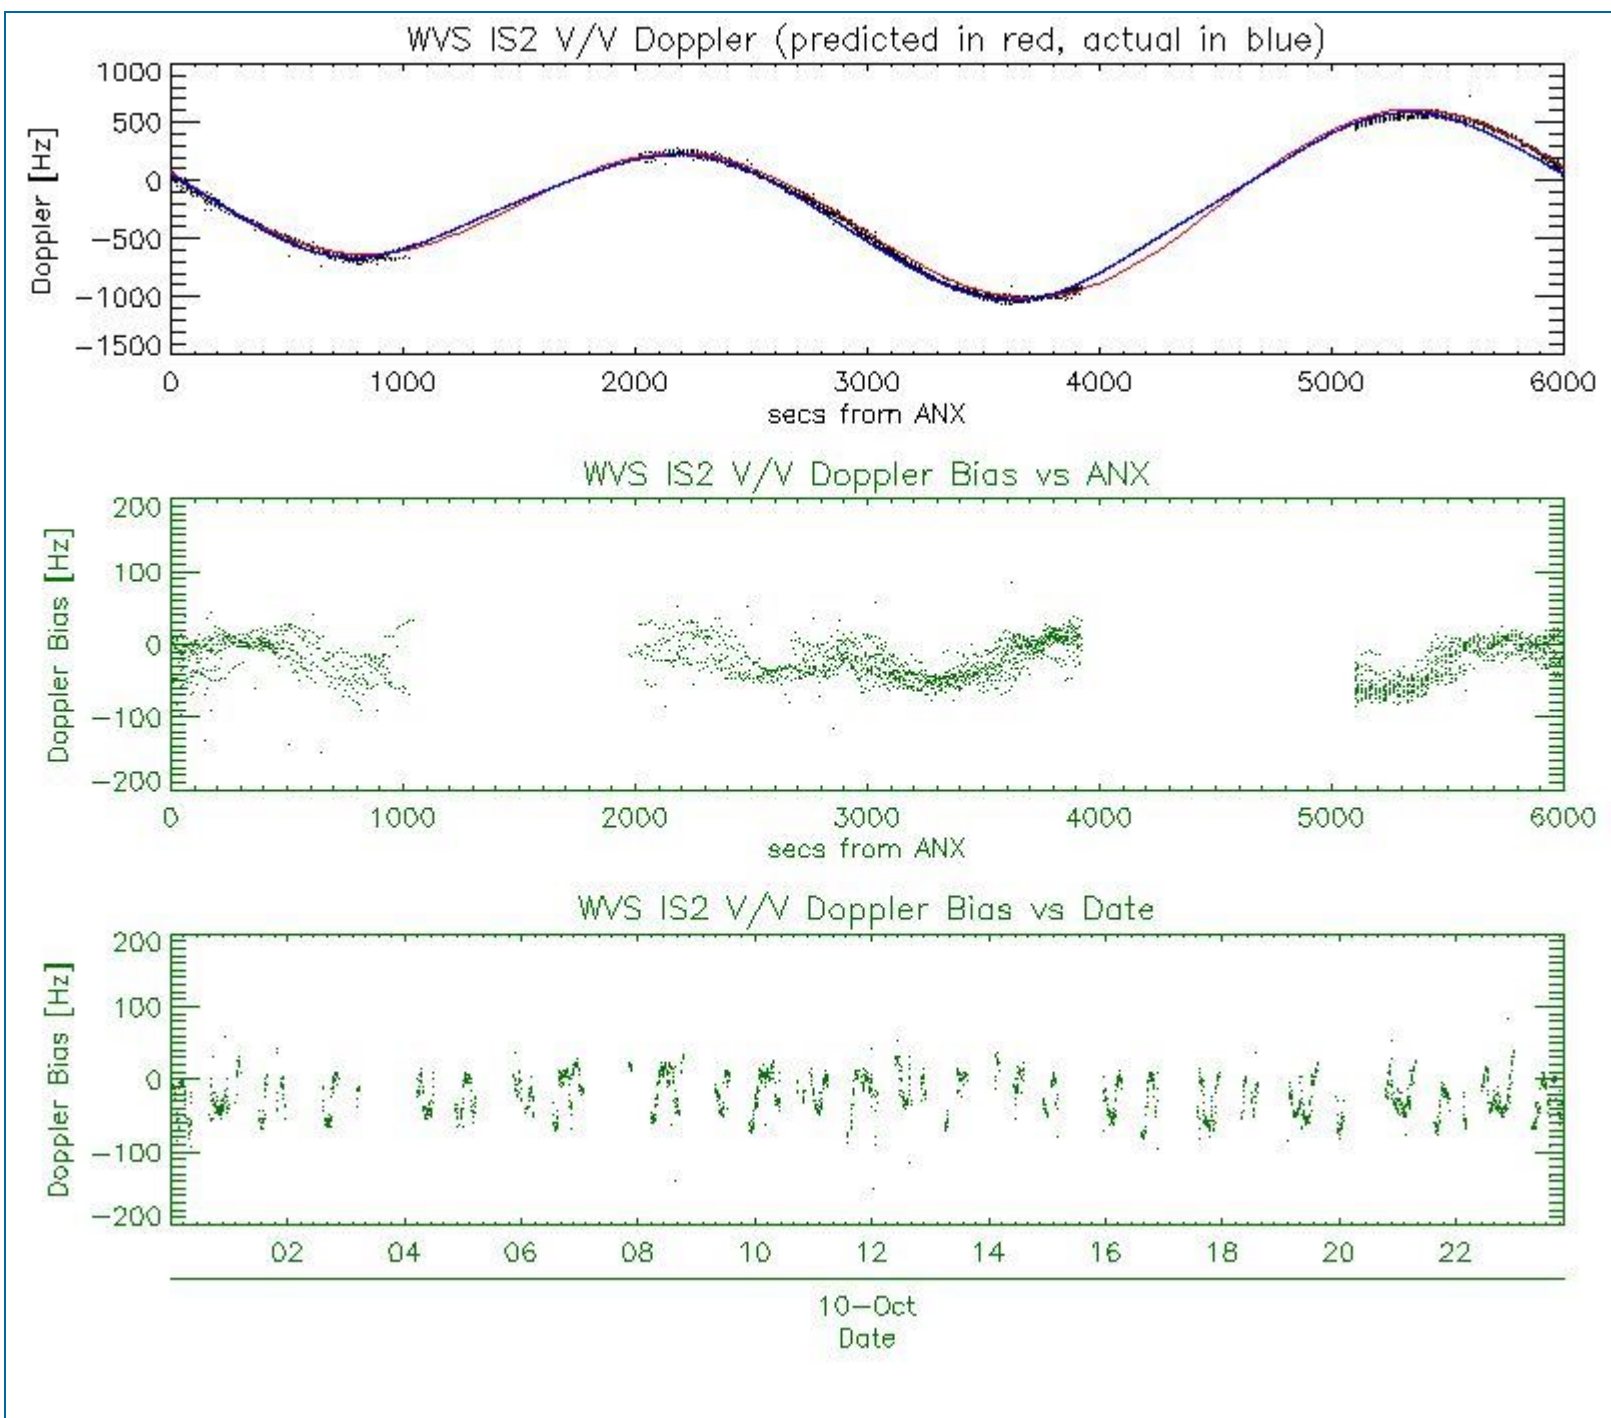 WVS IS2 V/V Doppler (predicted in red, actual in blue)
1000
500
0
−500
−1000
−1500
Doppler [Hz]
0 1000 2000 3000 4000 5000 6000
secs from ANX
WVS IS2 V/V Doppler Bias vs ANX
200
100
0
−100
−200
Doppler Bias [Hz]
0 1000 2000 3000 4000 5000 6000
secs from ANX
WVS IS2 V/V Doppler Bias vs Date
200
100
0
−100
−200
Doppler Bias [Hz]
02 04 06 08 10 12 14 16 18 20 22
10−Oct
Date